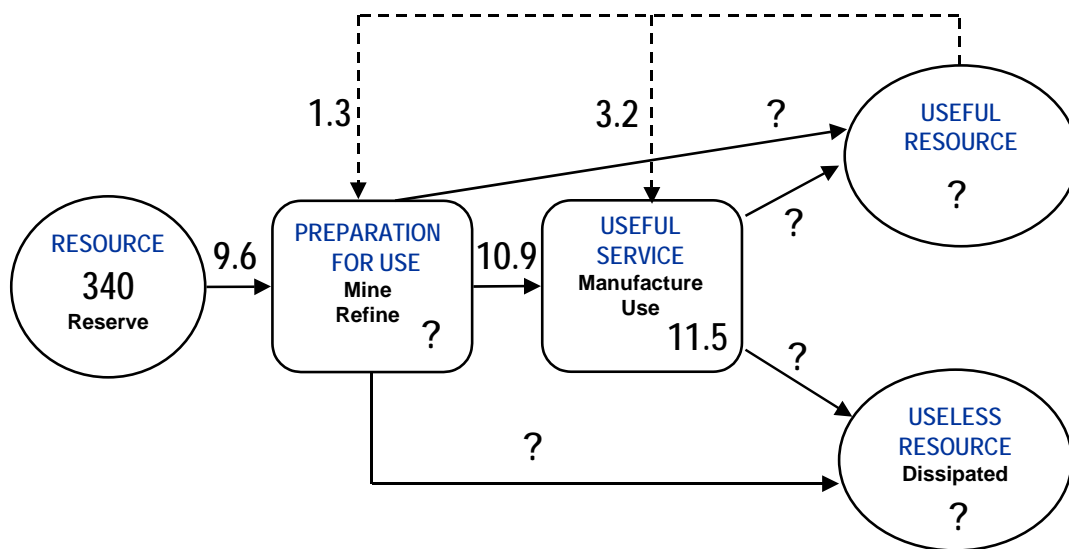 1.3
3.2
?
USEFUL
RESOURCE
?
?
RESOURCE
340
Reserve
9.6
PREPARATION
FOR USE
Mine
Refine
?
10.9
USEFUL
SERVICE
Manufacture
Use
11.5
?
?
USELESS
RESOURCE
Dissipated
?